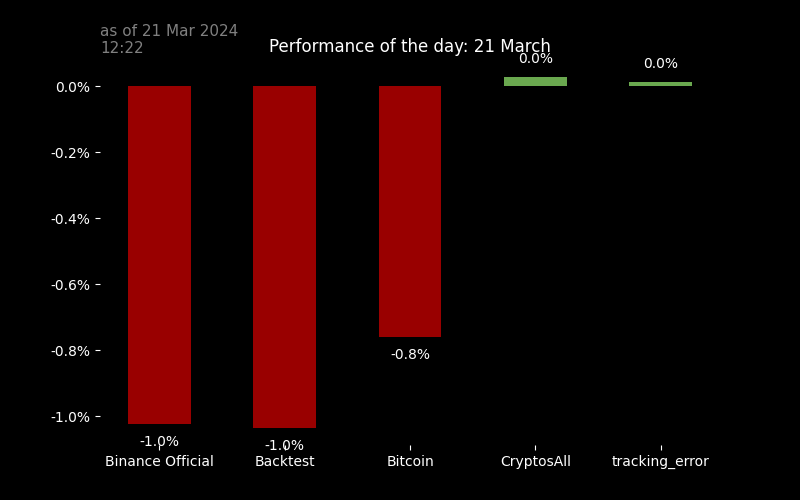 as of 21 Mar 2024
12:22
Performance of the day: 21 March
0.0%
0.0%
0.0%
-0.2%
-0.4%
-0.6%
-0.8%
-0.8%
-1.0%
-1.0%
-1.0%
Binance Official
Backtest
Bitcoin
CryptosAll
tracking_error